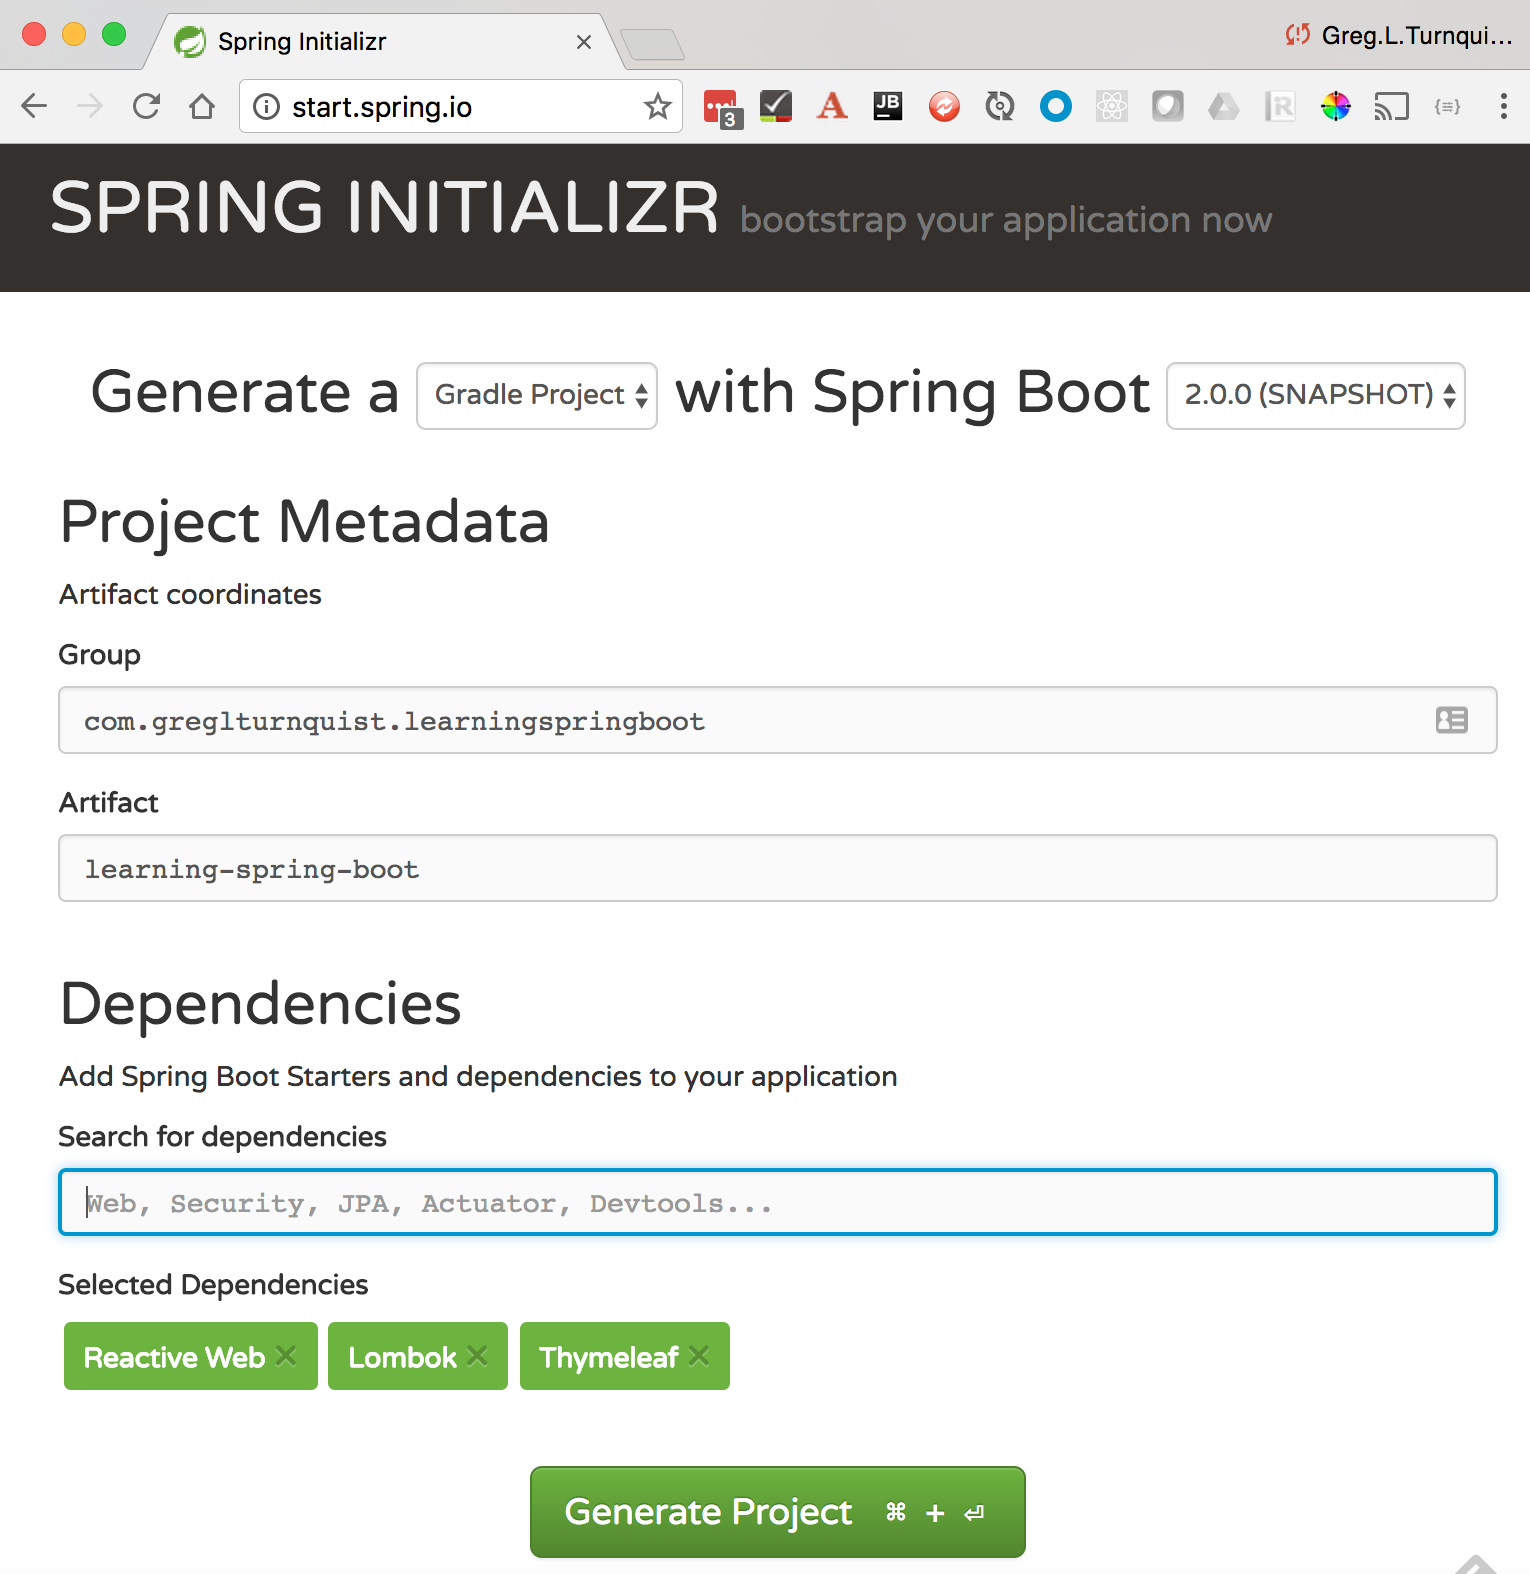 Spring Initializr
Greg.L.Turnqui...
start.spring.io
3
JB
SPRING INITIALIZR bootstrap your application now
Generate a Gradle Project with Spring Boot 2.0.0 (SNAPSHOT)
Project Metadata
Artifact coordinates
Group
com.greglturnquist.learningspringboot
Artifact
learning-spring-boot
Dependencies
Add Spring Boot Starters and dependencies to your application
Search for dependencies
Web, Security, JPA, Actuator, Devtools...
Selected Dependencies
Reactive Web Lombok Thymeleaf
Generate Project ⌘ + ⏎